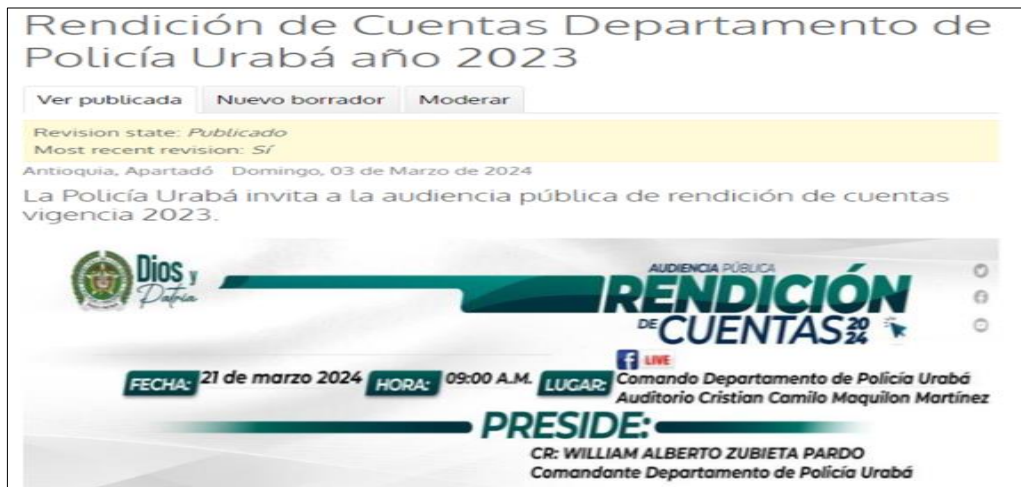 Rendición de Cuentas Departamento de
Policía Urabá año 2023
Ver publicada Nuevo borrador Moderar
Revision state: Publicado
Most recent revision: Sí
Antioquia, Apartadó Domingo, 03 de Marzo de 2024
La Policía Urabá invita a la audiencia pública de rendición de cuentas
vigencia 2023.
Dios y
Patria
AUDIENCIA PÚBLICA
RENDICIÓN
DE CUENTAS 2024
f LIVE
FECHA: 21 de marzo 2024 HORA: 09:00 A.M. LUGAR: Comando Departamento de Policía Urabá
Auditorio Cristian Camilo Maquilon Martínez
PRESIDE:
CR: WILLIAM ALBERTO ZUBIETA PARDO
Comandante Departamento de Policía Urabá